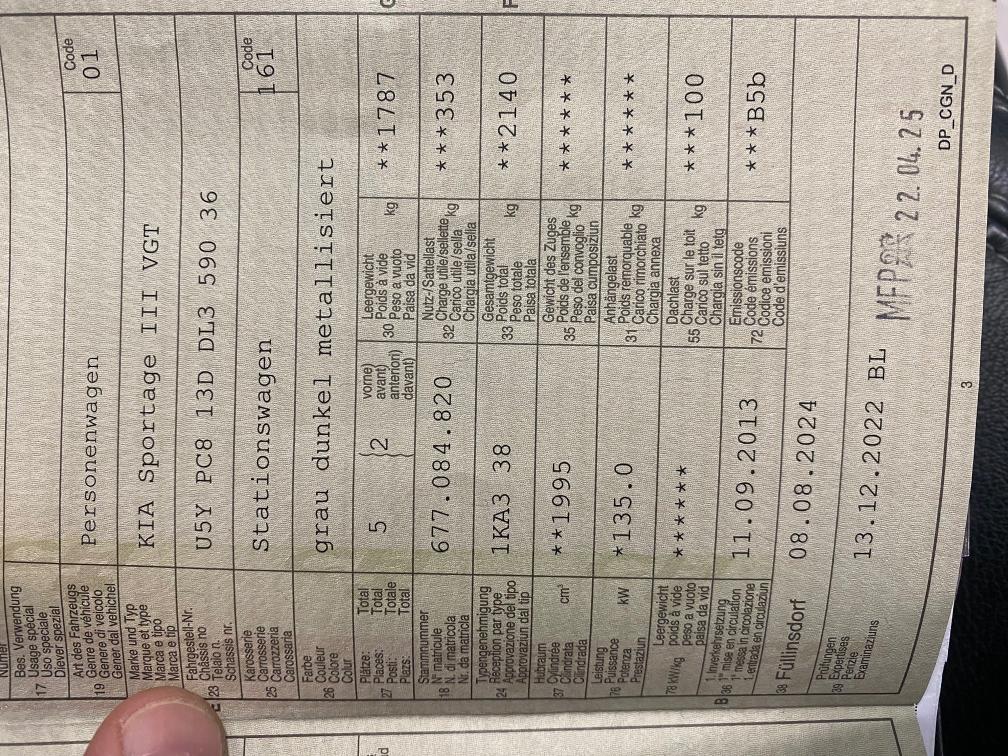 17 Bes. Verwendung
Usage spécial
Uso speciale
Diever spezial
19 Art des Fahrzeugs
Genre de véhicule
Genere di veicolo
Gener dal vehichel
Personenwagen
Code
01
Marke und Typ
Marque et type
Marca e tipo
Marca e tip
KIA Sportage III VGT
E 23 Fahrgestell-Nr.
Châssis no
Telaio n.
Schassis nr.
U5Y PC8 13D DL3 590 36
25 Karosserie
Carrosserie
Carrozzeria
Carossaria
Stationswagen
Code
161
26 Farbe
Couleur
Colore
Colur
grau dunkel metallisiert
27 Plätze: Total
Places: Total
Posti: Totale
Plazs: Total
5
2
vorne)
avant)
anteriori)
davant)
30 Leergewicht
Poids à vide
Peso a vuoto
Paisa da vid
kg
**1787
18 Stammnummer
N° matricule
N. di matricola
Nr. da matricla
677.084.820
32 Nutz-/Sattellast
Charge utile/sellette
Carico utile/sella
Chargia utila/sella
kg
***353
24 Typengenehmigung
Réception par type
Approvazione del tipo
Approvaziun dal tip
1KA3 38
33 Gesamtgewicht
Poids total
Peso totale
Paisa totala
kg
**2140
37 Hubraum
Cylindrée
Cilindrata
Cilindrada
cm³
**1995
35 Gewicht des Zuges
Poids de l'ensemble
Peso del convoglio
Paisa cumposiziun
kg
******
76 Leistung
Puissance
Potenza
Prestaziun
kW
*135.0
31 Anhängelast
Poids remorquable
Carico rimorchiato
Chargia annexa
kg
******
78 kW/kg
Leergewicht
poids à vide
peso a vuoto
paisa da vid
******
55 Dachlast
Charge sur le toit
Carico sul tetto
Chargia sin il tetg
kg
***100
B 36 1. Inverkehrsetzung
1re mise en circulation
1a messa in circolazione
1. entrada en circulaziun
11.09.2013
72 Emissionscode
Code émissions
Codice emissioni
Code d'emissiuns
***B5b
38 Füllinsdorf
08.08.2024
39 Prüfungen
Expertises
Perizie
Examinaziuns
13.12.2022 BL
22.04.25
3
DP_CGN_D